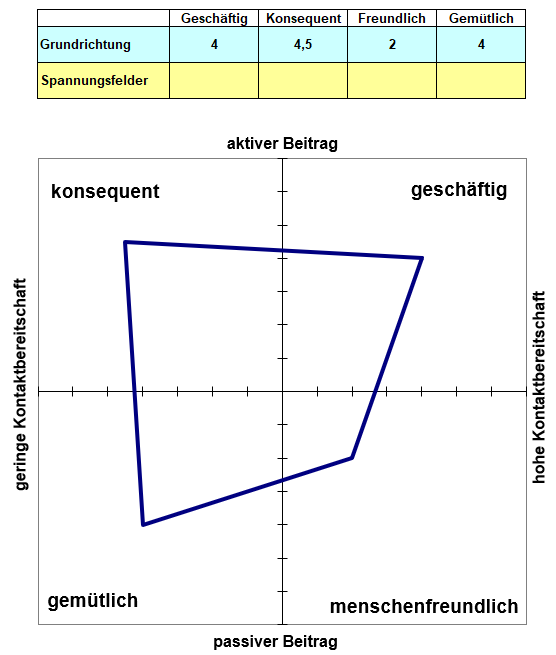 Geschäftig Konsequent Freundlich Gemütlich
Grundrichtung 4 4,5 2 4
Spannungsfelder
aktiver Beitrag
konsequent geschäftig
geringe Kontaktbereitschaft
hohe Kontaktbereitschaft
gemütlich menschenfreundlich
passiver Beitrag